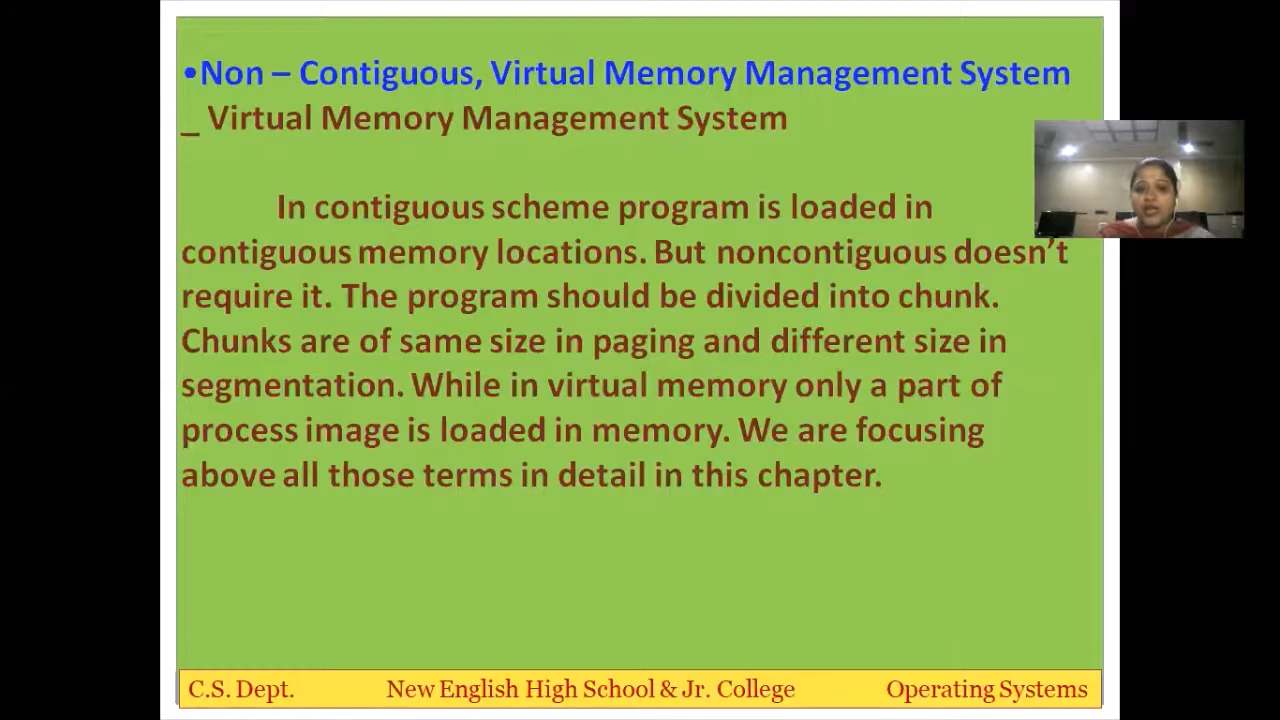 •Non – Contiguous, Virtual Memory Management System
_ Virtual Memory Management System
In contiguous scheme program is loaded in
contiguous memory locations. But noncontiguous doesn’t
require it. The program should be divided into chunk.
Chunks are of same size in paging and different size in
segmentation. While in virtual memory only a part of
process image is loaded in memory. We are focusing
above all those terms in detail in this chapter.
C.S. Dept. New English High School & Jr. College Operating Systems